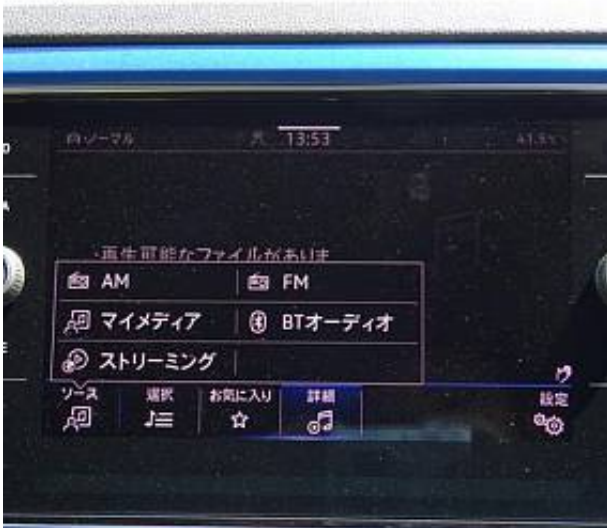 ノーマル 13:53 41.5
再生可能なファイルがありま
AM FM
マイメディア BTオーディオ
ストリーミング
ソース 選択 お気に入り 詳細 設定